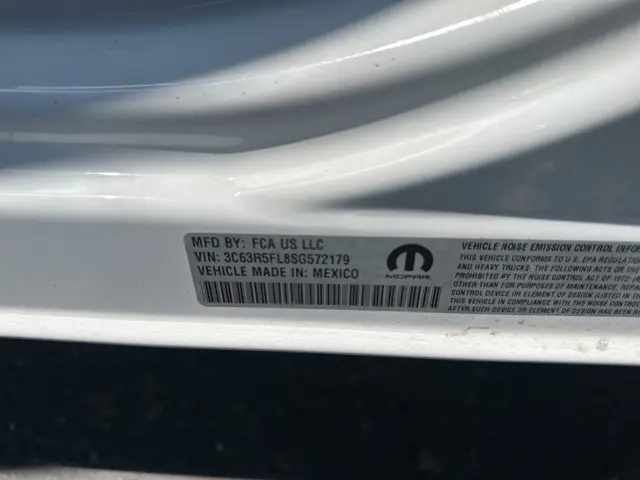 MFD BY: FCA US LLC
VIN: 3C63R5FL8SG572179
VEHICLE MADE IN: MEXICO
MOPAR
VEHICLE NOISE EMISSION CONTROL INFOR
THIS VEHICLE CONFORMS TO U.S. EPA REGULATION
AND HEAVY TRUCKS. THE FOLLOWING ACTS OR THE
PROHIBITED BY THE NOISE CONTROL ACT OF 1972
OTHER THAN FOR PURPOSES OF MAINTENANCE, REPAIR
CONTROL DEVICE OR ELEMENT OF DESIGN (LISTED IN
THIS VEHICLE IN COMPLIANCE WITH THE NOISE CONTRO
AFTER SUCH DEVICE OR ELEMENT OF DESIGN HAS BEEN